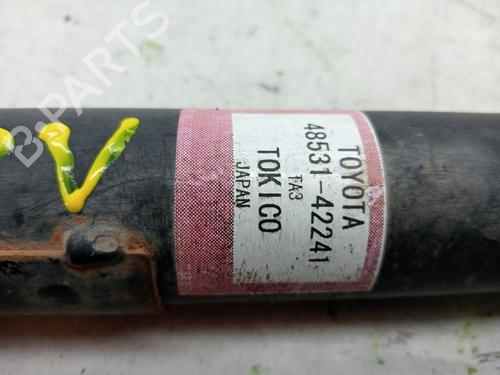 TOYOTA
48531-42241
TA3
TOKICO
JAPAN
V
B-PARTS